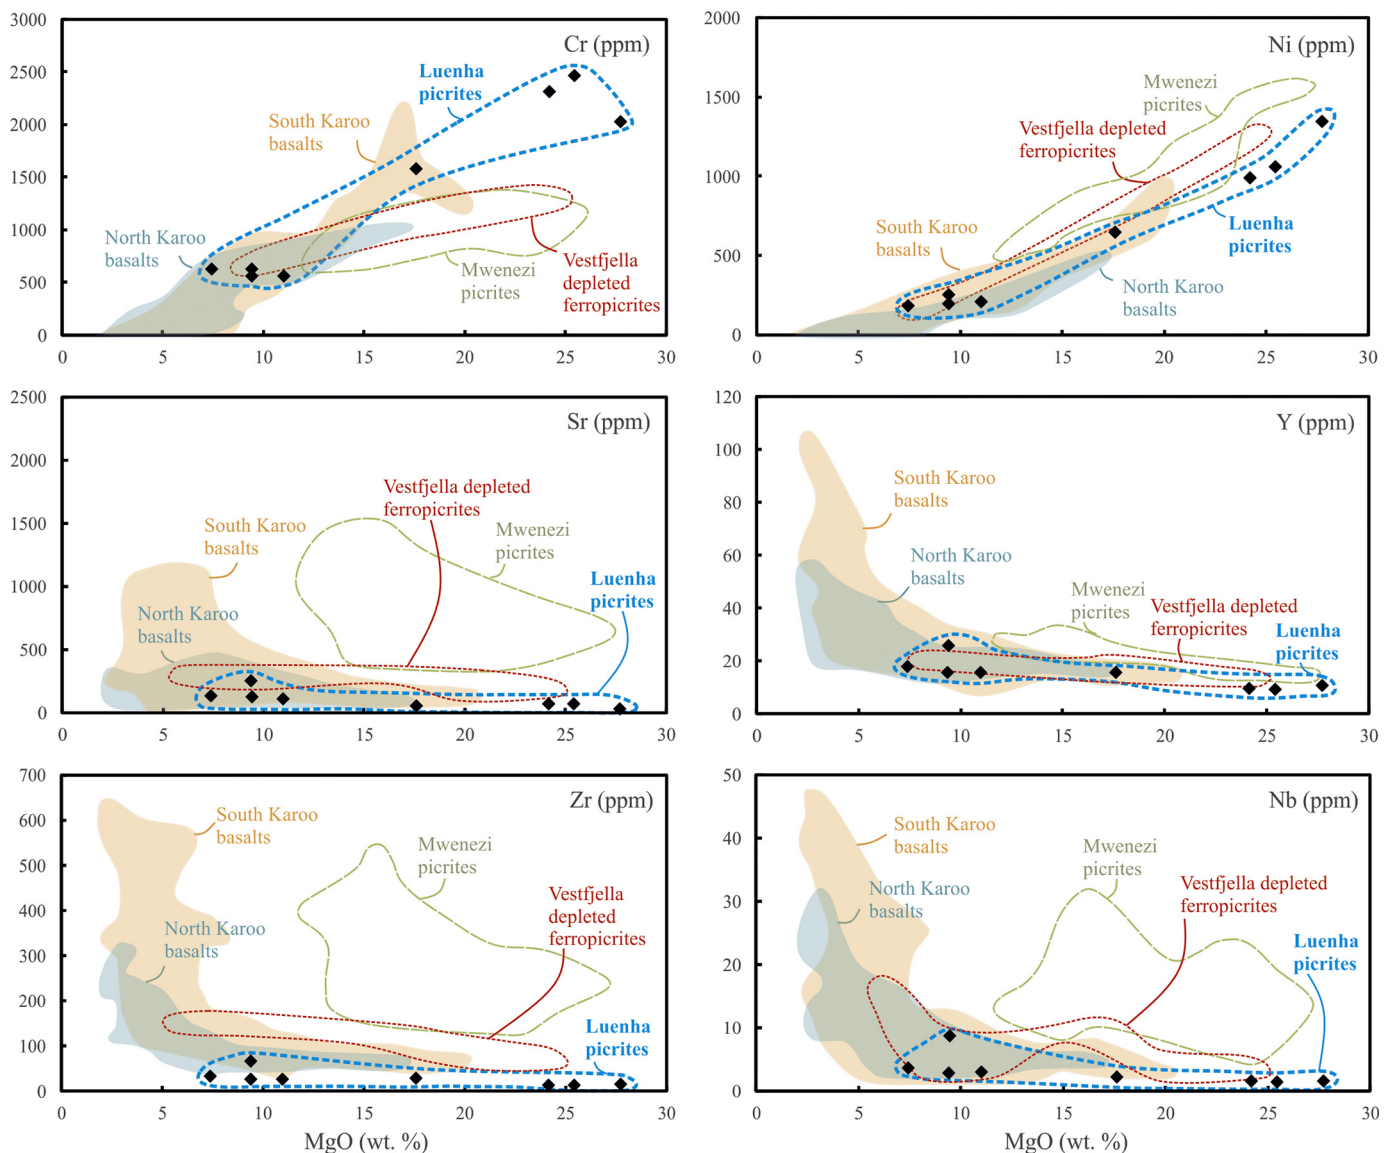 3000
2500
2000
1500
1000
500
0
0
5
10
15
20
25
30
Cr (ppm)
Luenha
picrites
South Karoo
basalts
North Karoo
basalts
Mwenezi
picrites
Vestfjella
depleted
ferropicrites
2000
1500
1000
500
0
0
5
10
15
20
25
30
Ni (ppm)
Mwenezi
picrites
Vestfjella depleted
ferropicrites
South Karoo
basalts
Luenha
picrites
North Karoo
basalts
2500
2000
1500
1000
500
0
0
5
10
15
20
25
30
Sr (ppm)
Vestfjella depleted
ferropicrites
South Karoo
basalts
Mwenezi
picrites
Luenha
picrites
North Karoo
basalts
120
100
80
60
40
20
0
0
5
10
15
20
25
30
Y (ppm)
South Karoo
basalts
North Karoo
basalts
Mwenezi
picrites
Vestfjella depleted
ferropicrites
Luenha
picrites
700
600
500
400
300
200
100
0
0
5
10
15
20
25
30
Zr (ppm)
South Karoo
basalts
Mwenezi
picrites
Vestfjella
depleted
ferropicrites
North Karoo
basalts
Luenha
picrites
MgO (wt. %)
50
40
30
20
10
0
0
5
10
15
20
25
30
Nb (ppm)
South Karoo
basalts
Mwenezi
picrites
Vestfjella depleted
ferropicrites
North Karoo
basalts
Luenha
picrites
MgO (wt. %)